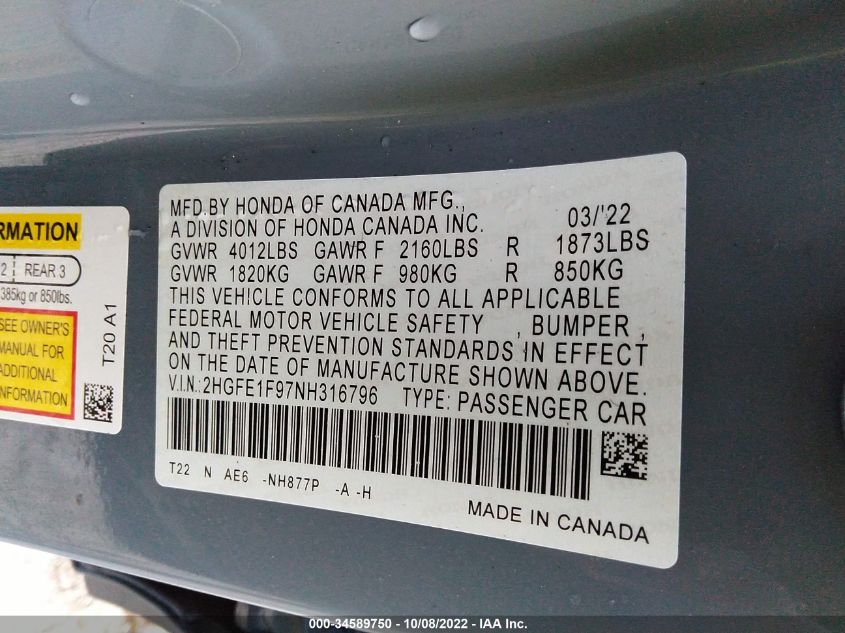 RMATION
2 REAR 3
385kg or 850lbs.
SEE OWNER'S
MANUAL FOR
ADDITIONAL
INFORMATION
T20 A1
MFD.BY HONDA OF CANADA MFG.,
A DIVISION OF HONDA CANADA INC. 03/'22
GVWR 4012LBS GAWR F 2160LBS R 1873LBS
GVWR 1820KG GAWR F 980KG R 850KG
THIS VEHICLE CONFORMS TO ALL APPLICABLE
FEDERAL MOTOR VEHICLE SAFETY , BUMPER ,
AND THEFT PREVENTION STANDARDS IN EFFECT
ON THE DATE OF MANUFACTURE SHOWN ABOVE.
V.I.N.:2HGFE1F97NH316796 TYPE: PASSENGER CAR
T22 N AE6 -NH877P -A -H
MADE IN CANADA
000-34589750 - 10/08/2022 - IAA Inc.